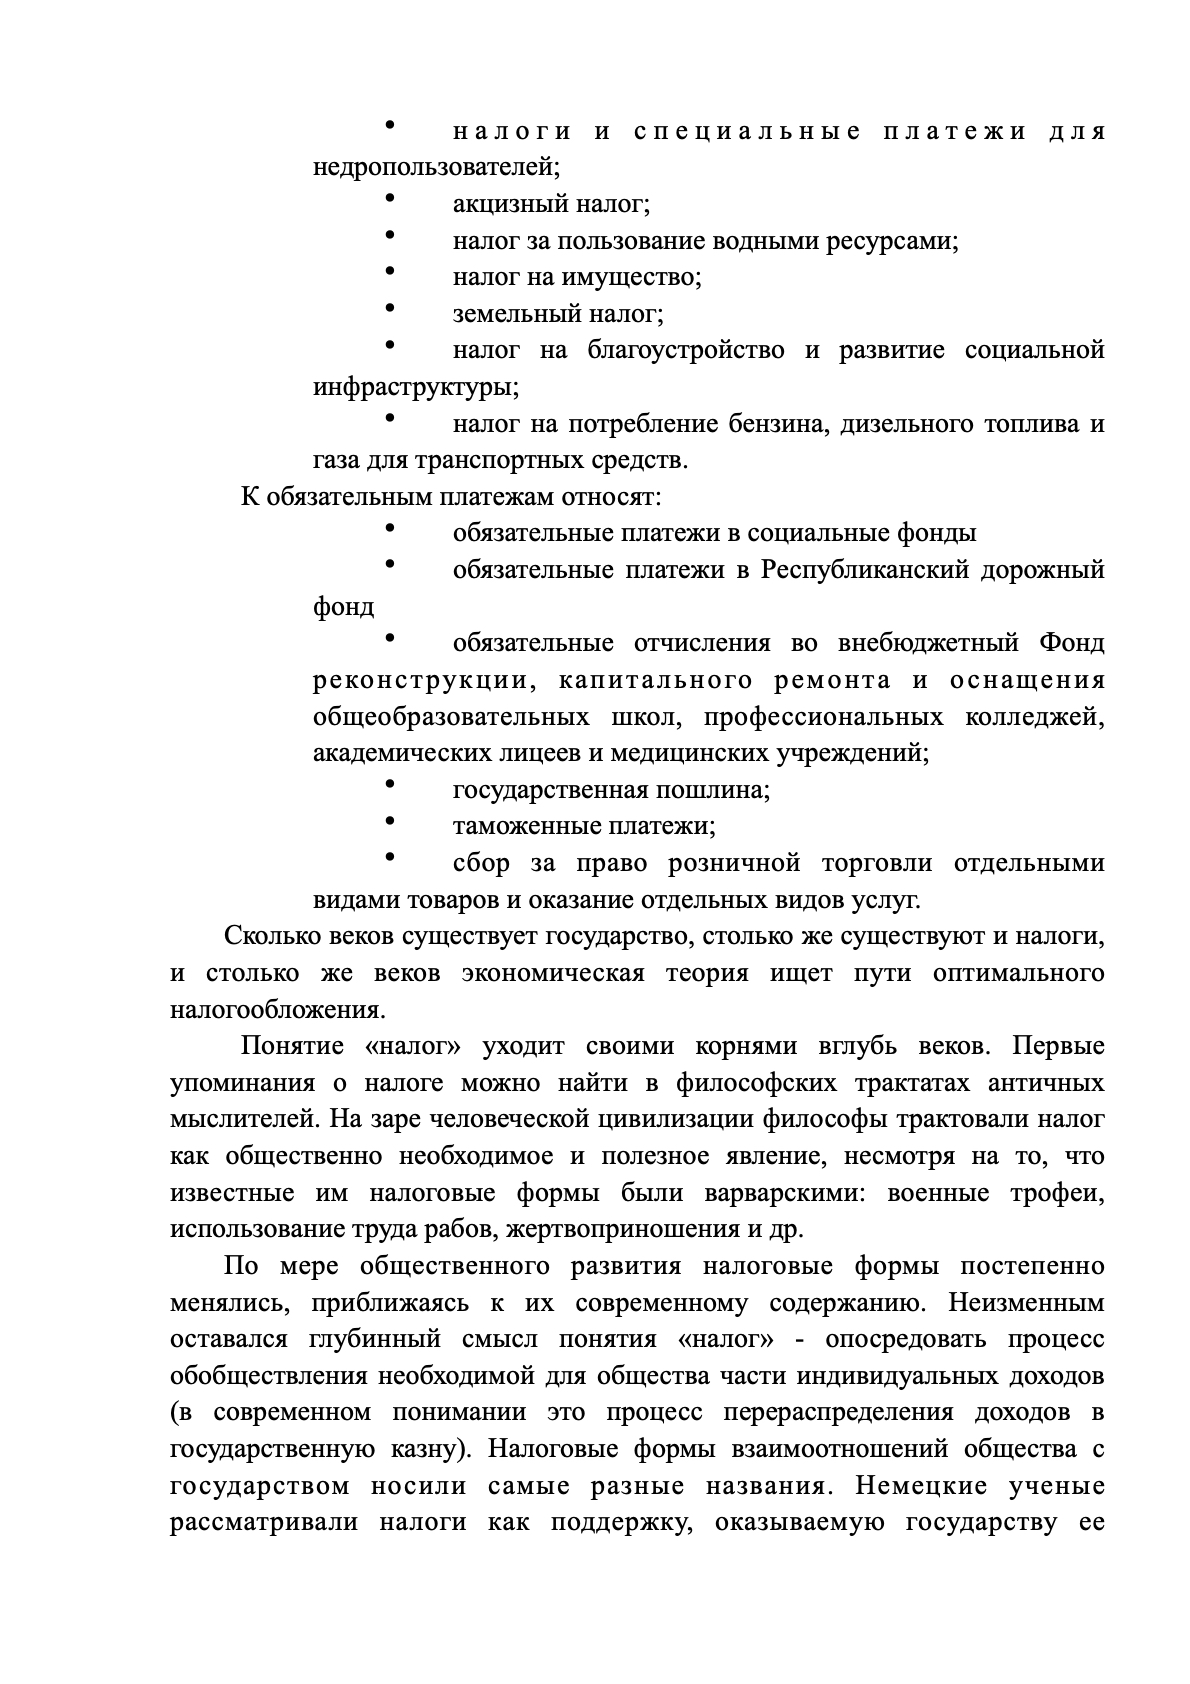 • налоги и специальные платежи для
недропользователей;
• акцизный налог;
• налог за пользование водными ресурсами;
• налог на имущество;
• земельный налог;
• налог на благоустройство и развитие социальной
инфраструктуры;
• налог на потребление бензина, дизельного топлива и
газа для транспортных средств.
К обязательным платежам относят:
• обязательные платежи в социальные фонды
• обязательные платежи в Республиканский дорожный
фонд
• обязательные отчисления во внебюджетный Фонд
реконструкции, капитального ремонта и оснащения
общеобразовательных школ, профессиональных колледжей,
академических лицеев и медицинских учреждений;
• государственная пошлина;
• таможенные платежи;
• сбор за право розничной торговли отдельными
видами товаров и оказание отдельных видов услуг.
Сколько веков существует государство, столько же существуют и налоги,
и столько же веков экономическая теория ищет пути оптимального
налогообложения.
Понятие «налог» уходит своими корнями вглубь веков. Первые
упоминания о налоге можно найти в философских трактатах античных
мыслителей. На заре человеческой цивилизации философы трактовали налог
как общественно необходимое и полезное явление, несмотря на то, что
известные им налоговые формы были варварскими: военные трофеи,
использование труда рабов, жертвоприношения и др.
По мере общественного развития налоговые формы постепенно
менялись, приближаясь к их современному содержанию. Неизменным
оставался глубинный смысл понятия «налог» - опосредовать процесс
обобществления необходимой для общества части индивидуальных доходов
(в современном понимании это процесс перераспределения доходов в
государственную казну). Налоговые формы взаимоотношений общества с
государством носили самые разные названия. Немецкие ученые
рассматривали налоги как поддержку, оказываемую государству ее